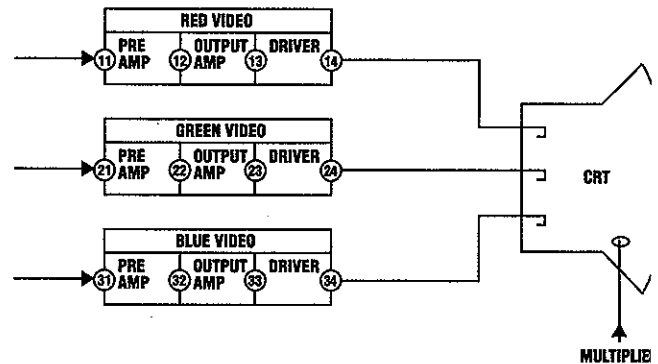 RED VIDEO
PRE OUTPUT DRIVER
11 AMP 12 AMP 13 14
GREEN VIDEO
PRE OUTPUT DRIVER
21 AMP 22 AMP 23 24
CRT
BLUE VIDEO
PRE OUTPUT DRIVER
31 AMP 32 AMP 33 34
MULTIPLIE